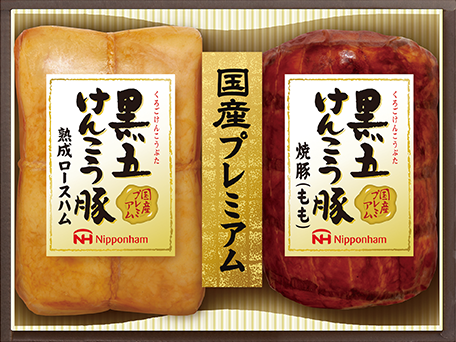 くろごけんこうぶた
黒五
けんこう豚
熟成ロースハム
国産
プレミ
アム
NH Nipponham
国産プレミアム
くろごけんこうぶた
黒五
けんこう豚
焼豚(もも)
国産
プレミ
アム
NH Nipponham